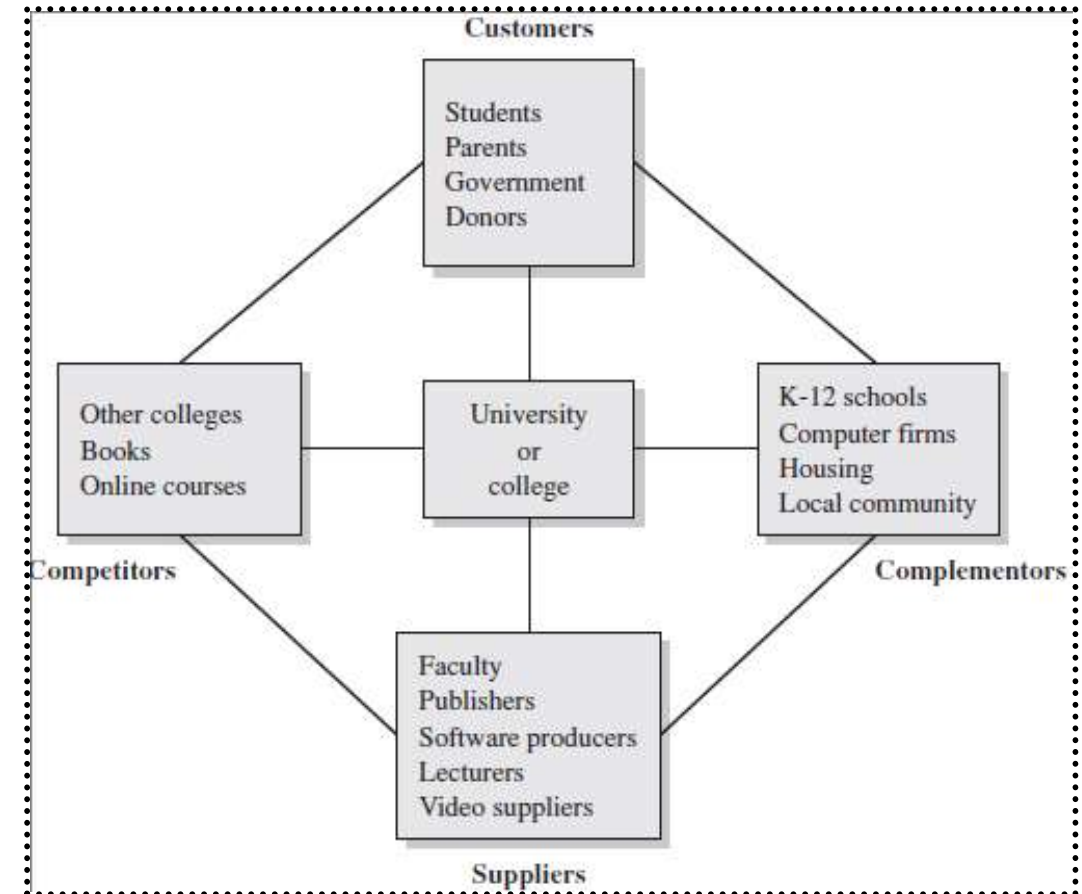 Customers
Students
Parents
Government
Donors
Other colleges
Books
Online courses
University
or
college
K-12 schools
Computer firms
Housing
Local community
Competitors
Complementors
Faculty
Publishers
Software producers
Lecturers
Video suppliers
Suppliers